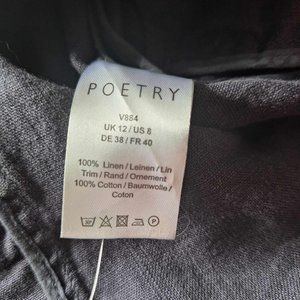 POETRY
V884
UK 12 / US 8
DE 38 / FR 40
100% Linen / Leinen / Lin
Trim / Rand / Ornement
100% Cotton / Baumwolle /
Coton